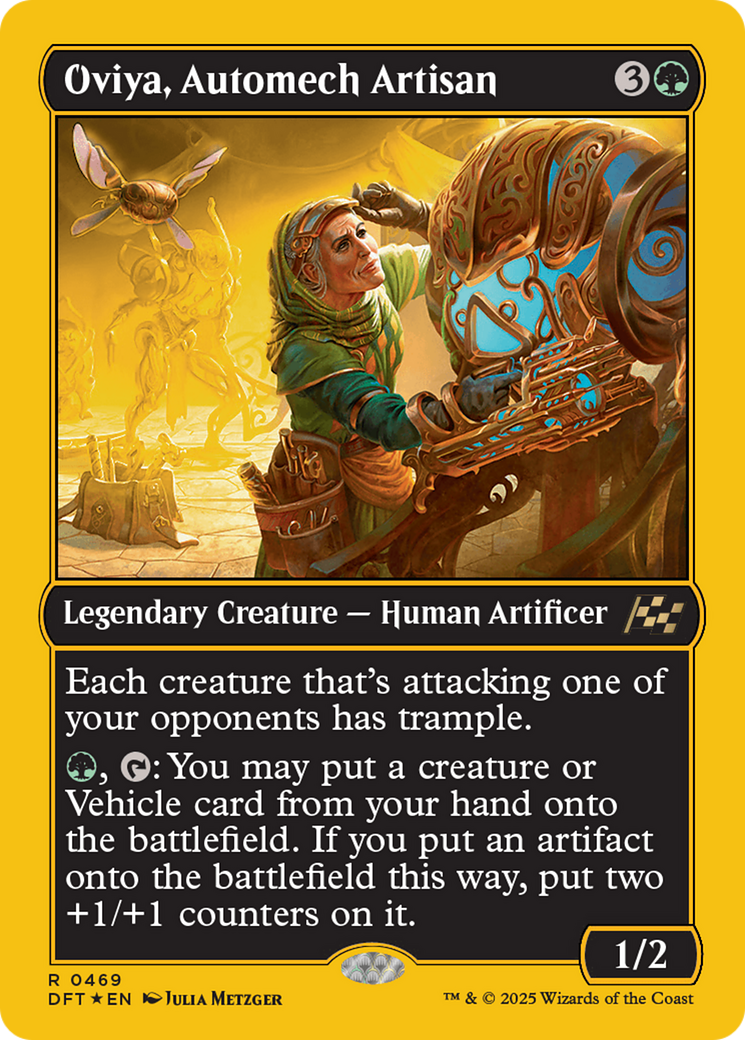 Oviya, Automech Artisan 3
Legendary Creature — Human Artificer
Each creature that's attacking one of
your opponents has trample.
, : You may put a creature or
Vehicle card from your hand onto
the battlefield. If you put an artifact
onto the battlefield this way, put two
+1/+1 counters on it.
1/2
R 0469
DFT ★ EN Julia Metzger
™ & © 2025 Wizards of the Coast